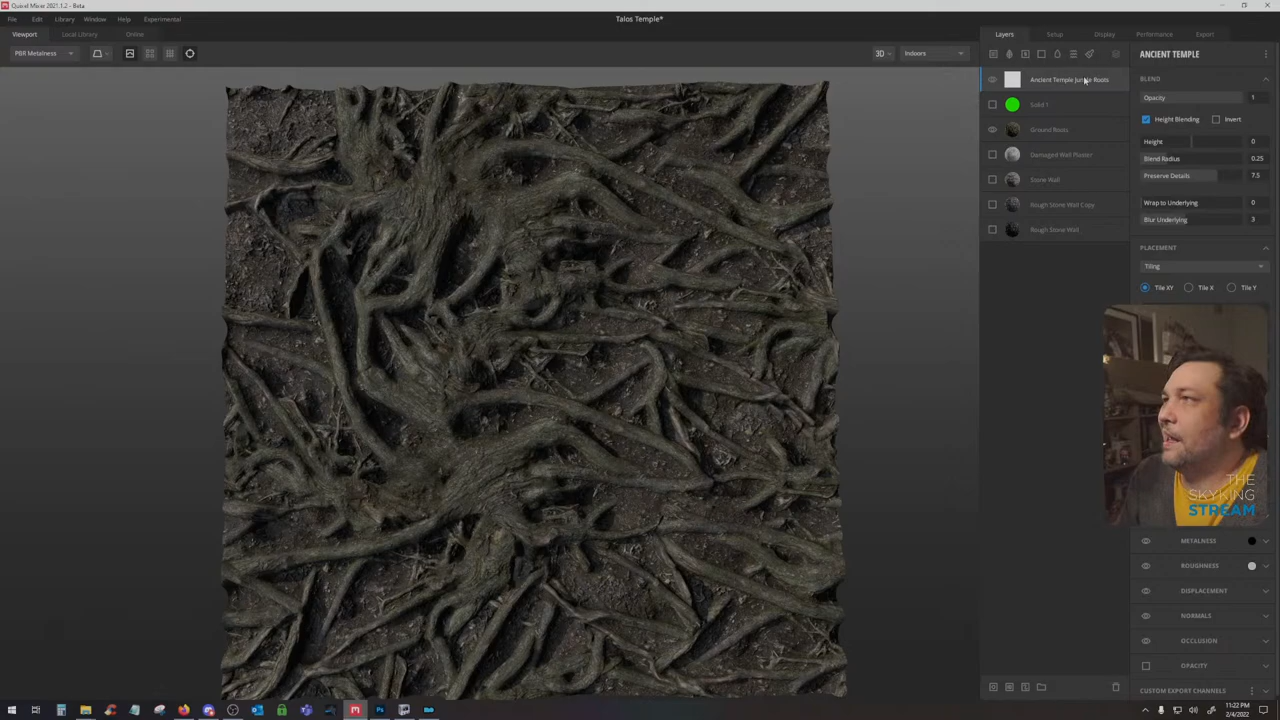 Quixel Mixer 2021.1.2 - Beta
File Edit Library Window Help Experimental
Talos Temple*
Viewport Local Library Online
Layers Setup Display Performance Export
PBR Metalness
3D Indoors
ANCIENT TEMPLE
Ancient Temple Jungle Roots
Solid 1
Ground Roots
Damaged Wall Plaster
Stone Wall
Rough Stone Wall Copy
Rough Stone Wall
BLEND
Opacity 1
Height Blending Invert
Height 0
Blend Radius 0.25
Preserve Details 7.5
Wrap to Underlying 0
Blur Underlying 3
PLACEMENT
Tiling
Tile XY Tile X Tile Y
THE
SKYKING
STREAM
METALNESS
ROUGHNESS
DISPLACEMENT
NORMALS
OCCLUSION
OPACITY
CUSTOM EXPORT CHANNELS
11:22 PM
2/4/2022